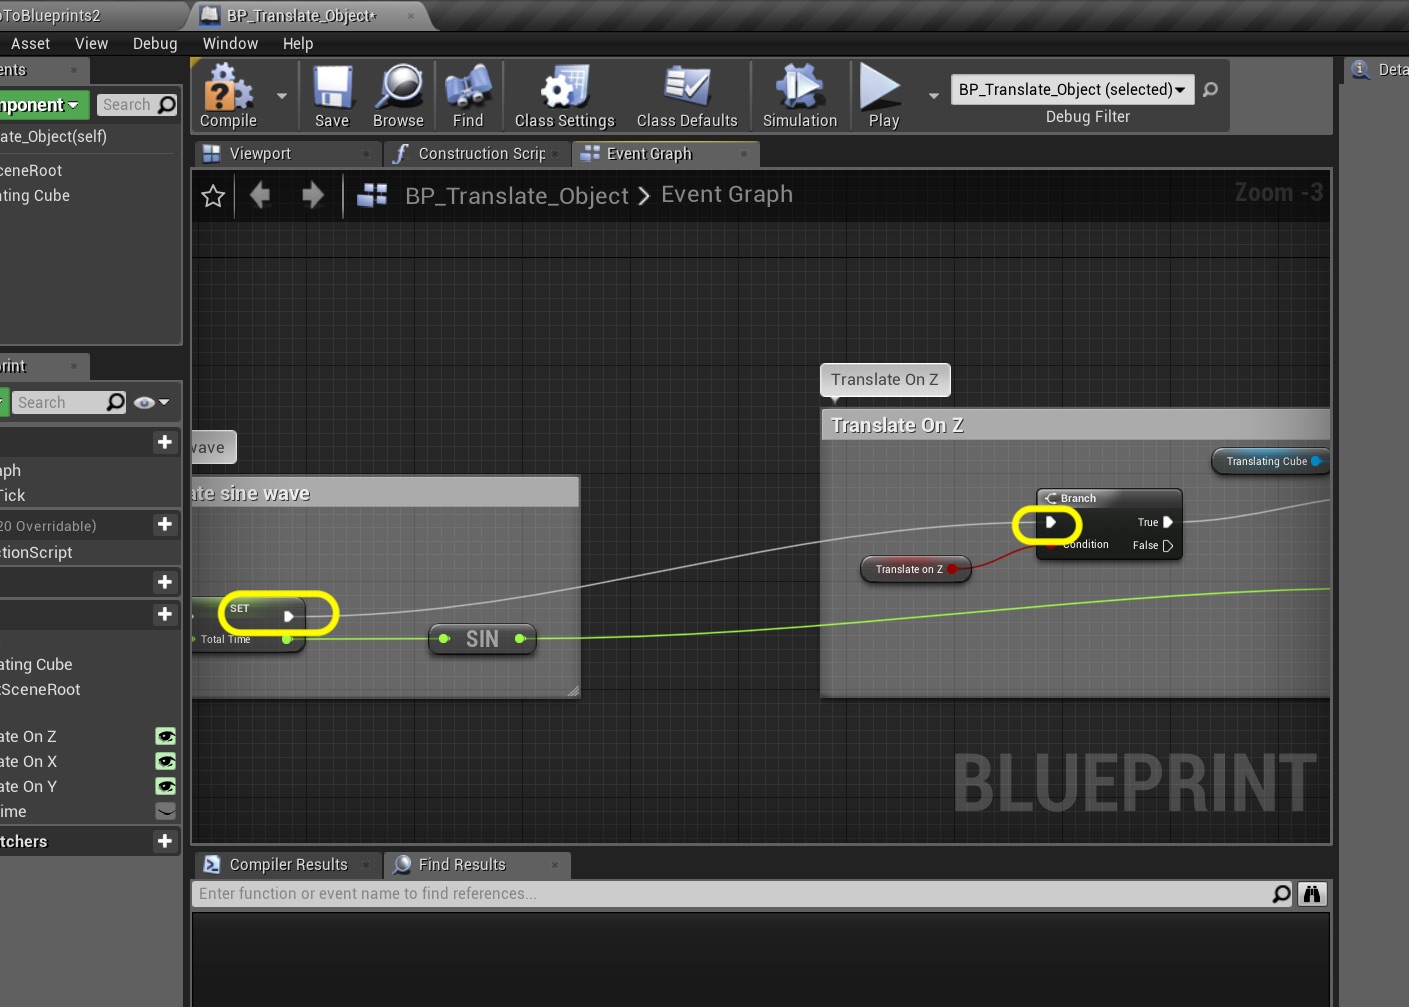 oToBlueprints2
BP_Translate_Object*
Asset View Debug Window Help
ents
mponent
Search
ate_Object(self)
ceneRoot
ating Cube
Compile
Save
Browse
Find
Class Settings
Class Defaults
Simulation
Play
BP_Translate_Object (selected)
Debug Filter
Deta
Viewport
Construction Scrip
Event Graph
BP_Translate_Object > Event Graph
Zoom -3
rint
Search
aph
Tick
20 Overridable)
ctionScript
ating Cube
tSceneRoot
ate On Z
ate On X
ate On Y
ime
tchers
wave
ate sine wave
SET
Total Time
SIN
Translate On Z
Translate On Z
Translating Cube
Branch
True
Condition
False
Translate on Z
BLUEPRINT
Compiler Results
Find Results
Enter function or event name to find references...